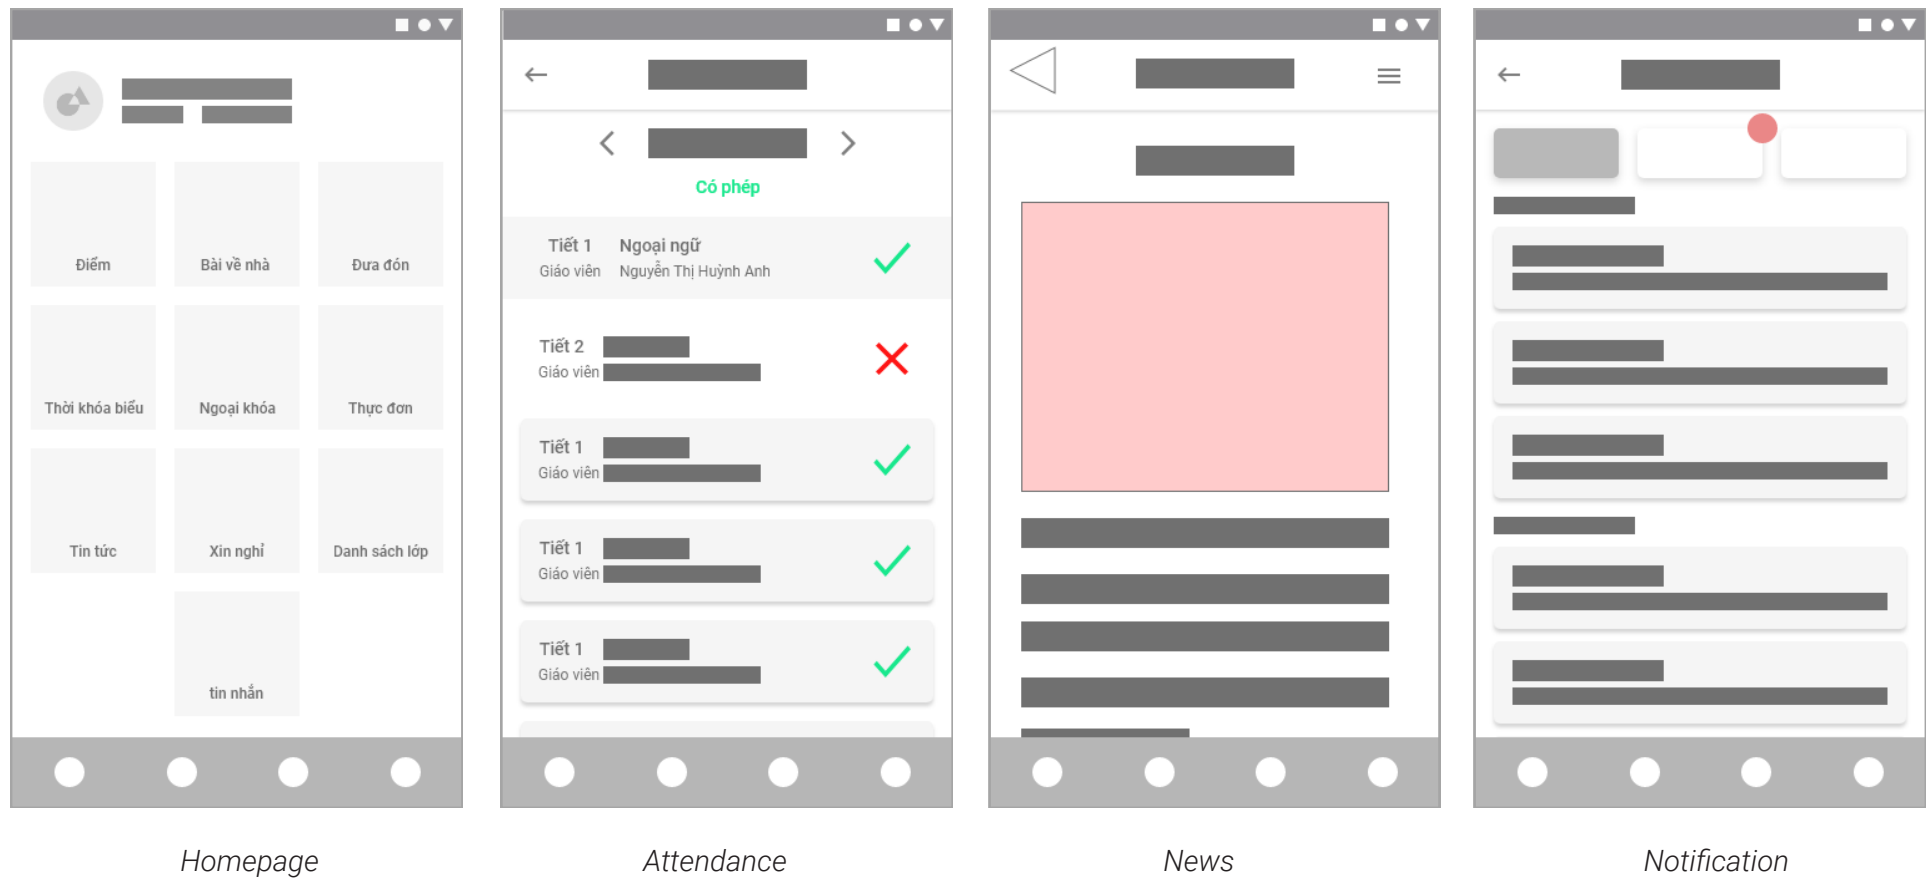 Điểm
Bài về nhà
Đưa đón
Thời khóa biểu
Ngoại khóa
Thực đơn
Tin tức
Xin nghỉ
Danh sách lớp
tin nhắn
Homepage
Có phép
Tiết 1 Ngoại ngữ
Giáo viên Nguyễn Thị Huỳnh Anh
Tiết 2
Giáo viên
Tiết 1
Giáo viên
Tiết 1
Giáo viên
Tiết 1
Giáo viên
Attendance
News
Notification